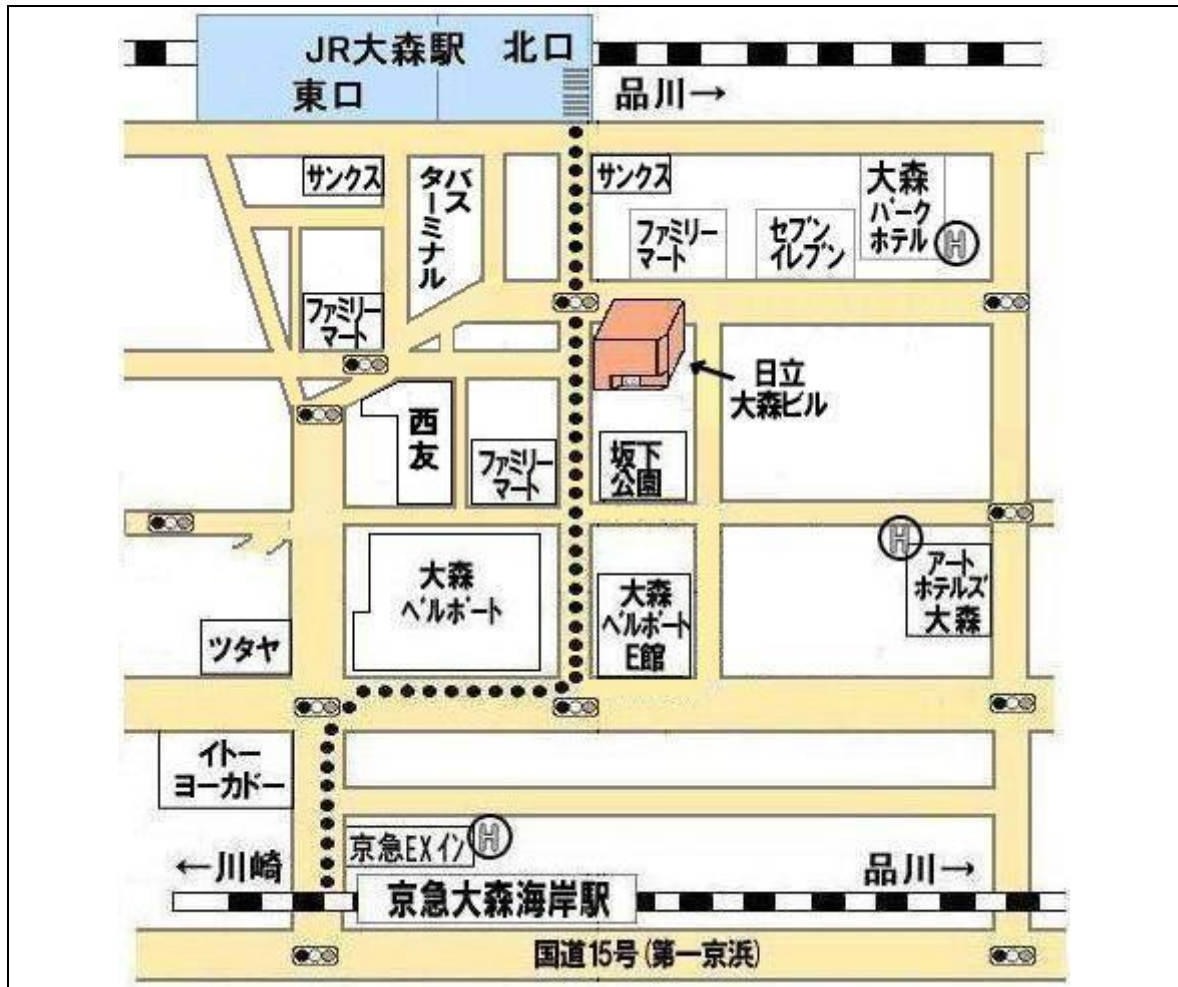 JR大森駅 北口
東口
品川→
サンクス
バス
ターミナル
サンクス
ファミリー
マート
セブン
イレブン
大森
パーク
ホテル
H
ファミリー
マート
日立
大森ビル
西友
ファミリー
マート
坂下
公園
大森
ベルポート
大森
ベルポート
E館
H
アート
ホテルズ
大森
ツタヤ
イトー
ヨーカドー
京急EXイン
H
←川崎
品川→
京急大森海岸駅
国道15号(第一京浜)